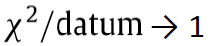 χ²/datum → 1